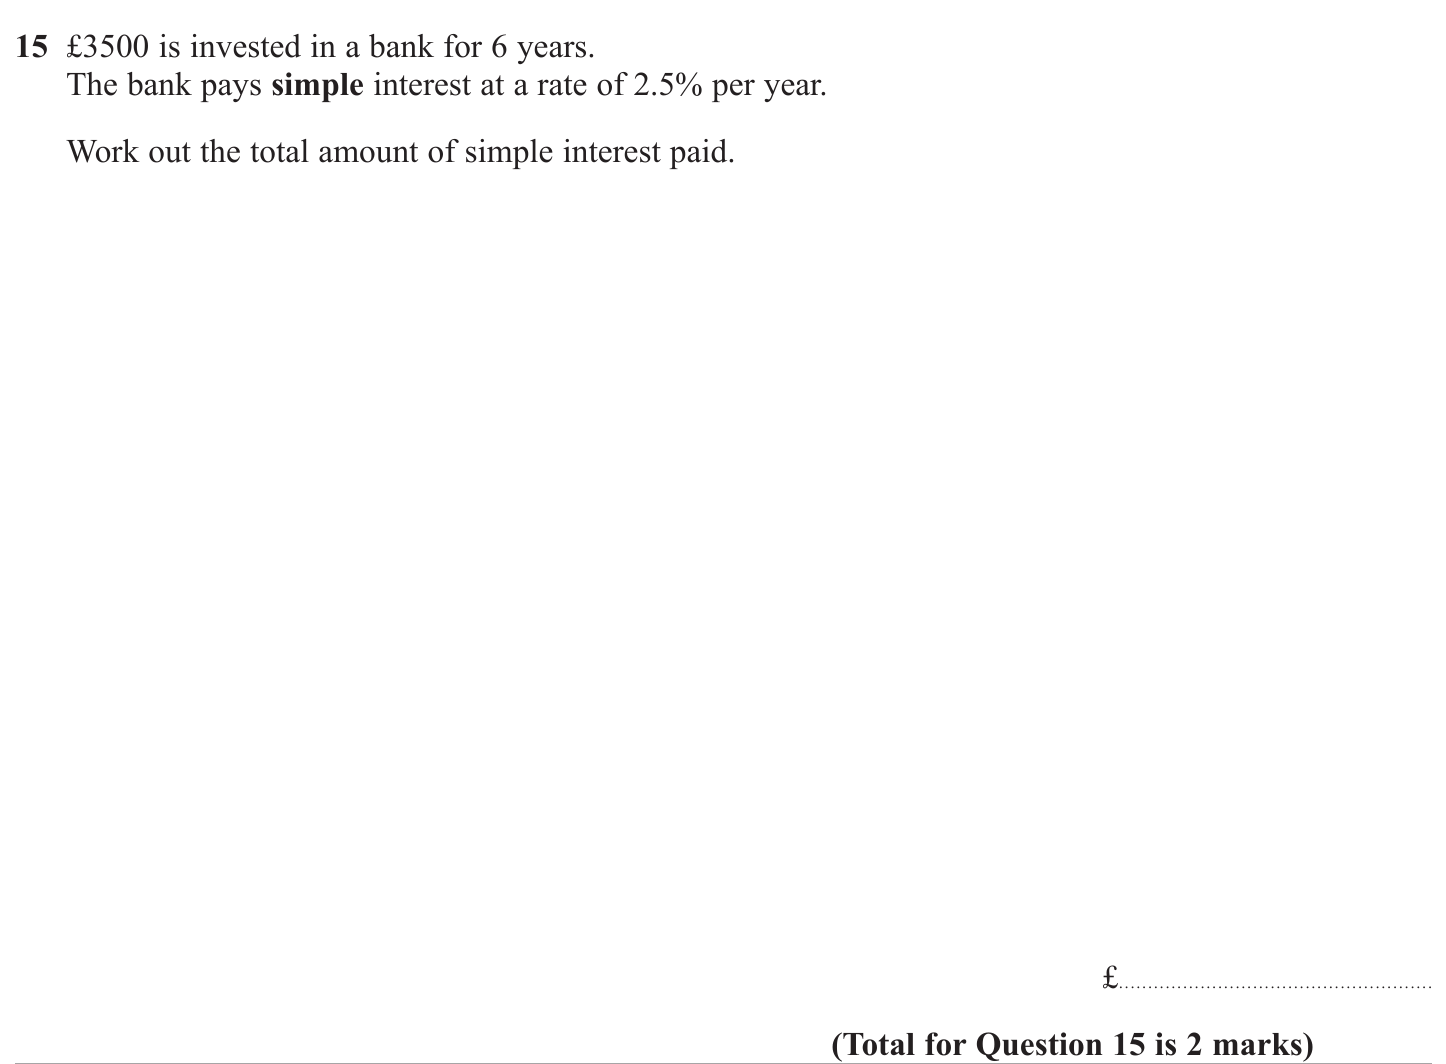 15 £3500 is invested in a bank for 6 years.
The bank pays simple interest at a rate of 2.5% per year.
Work out the total amount of simple interest paid.
£......................................................
(Total for Question 15 is 2 marks)